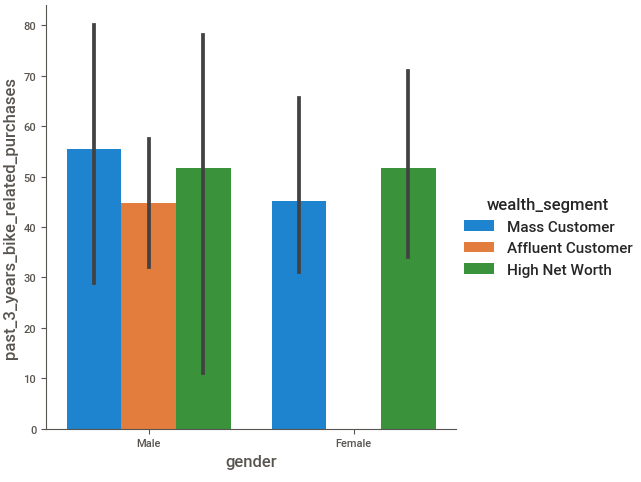 past_3_years_bike_related_purchases
80
70
60
50
40
30
20
10
0
Male
Female
gender
wealth_segment
Mass Customer
Affluent Customer
High Net Worth